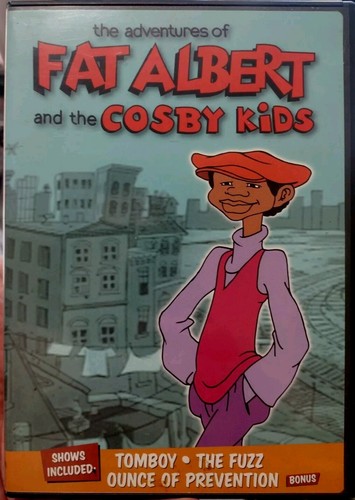 the adventures of
FAT ALBERT
and the COSBY KiDS
SHOWS
INCLUDED:
TOMBOY • THE FUZZ
OUNCE OF PREVENTION BONUS